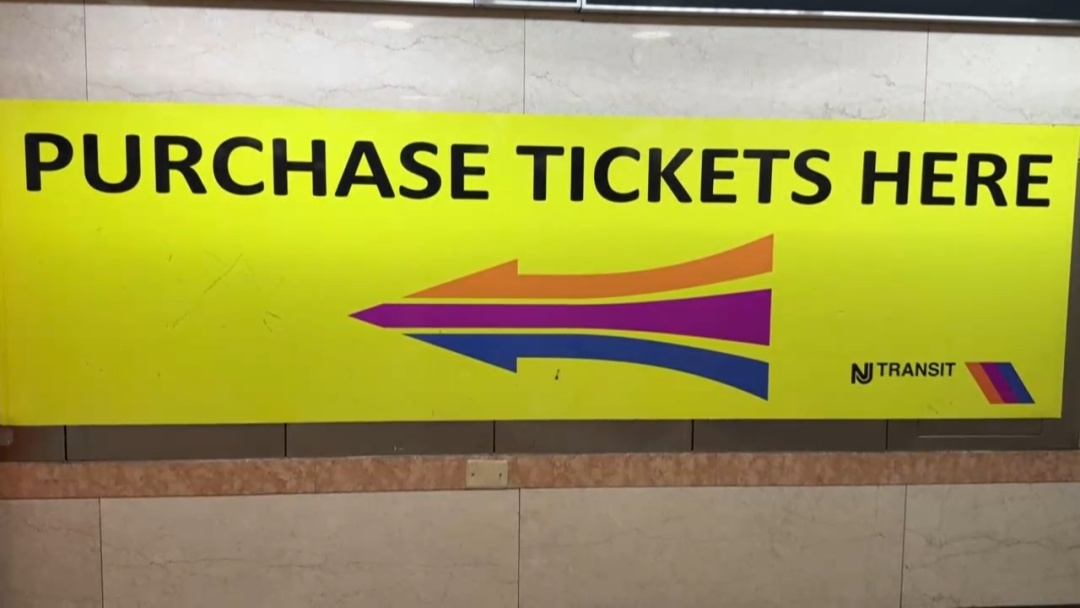 PURCHASE TICKETS HERE
NJ TRANSIT